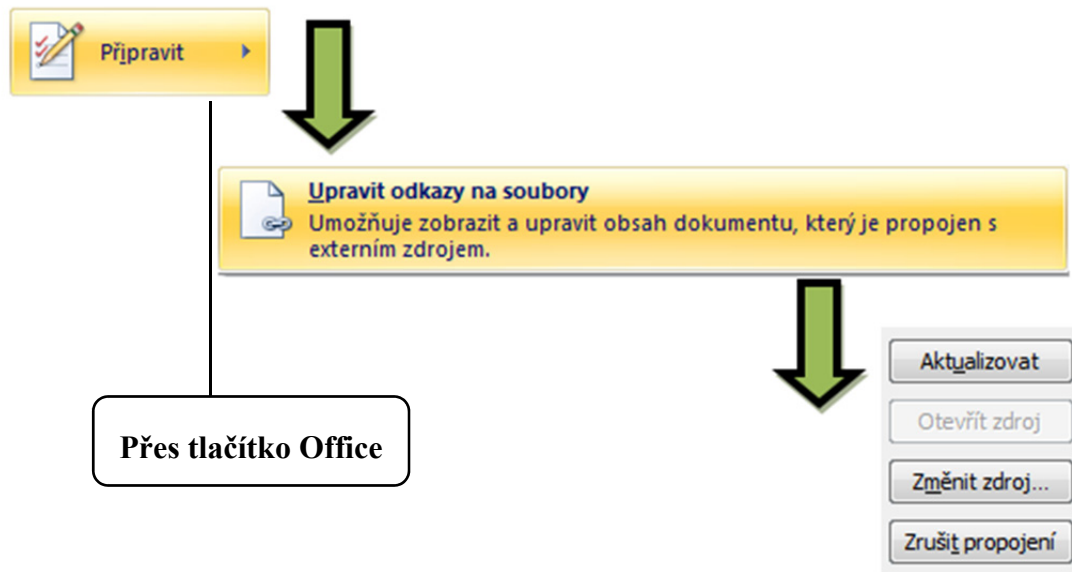 Připravit
Upravit odkazy na soubory
Umožňuje zobrazit a upravit obsah dokumentu, který je propojen s
externím zdrojem.
Aktualizovat
Otevřít zdroj
Změnit zdroj...
Zrušit propojení
Přes tlačítko Office